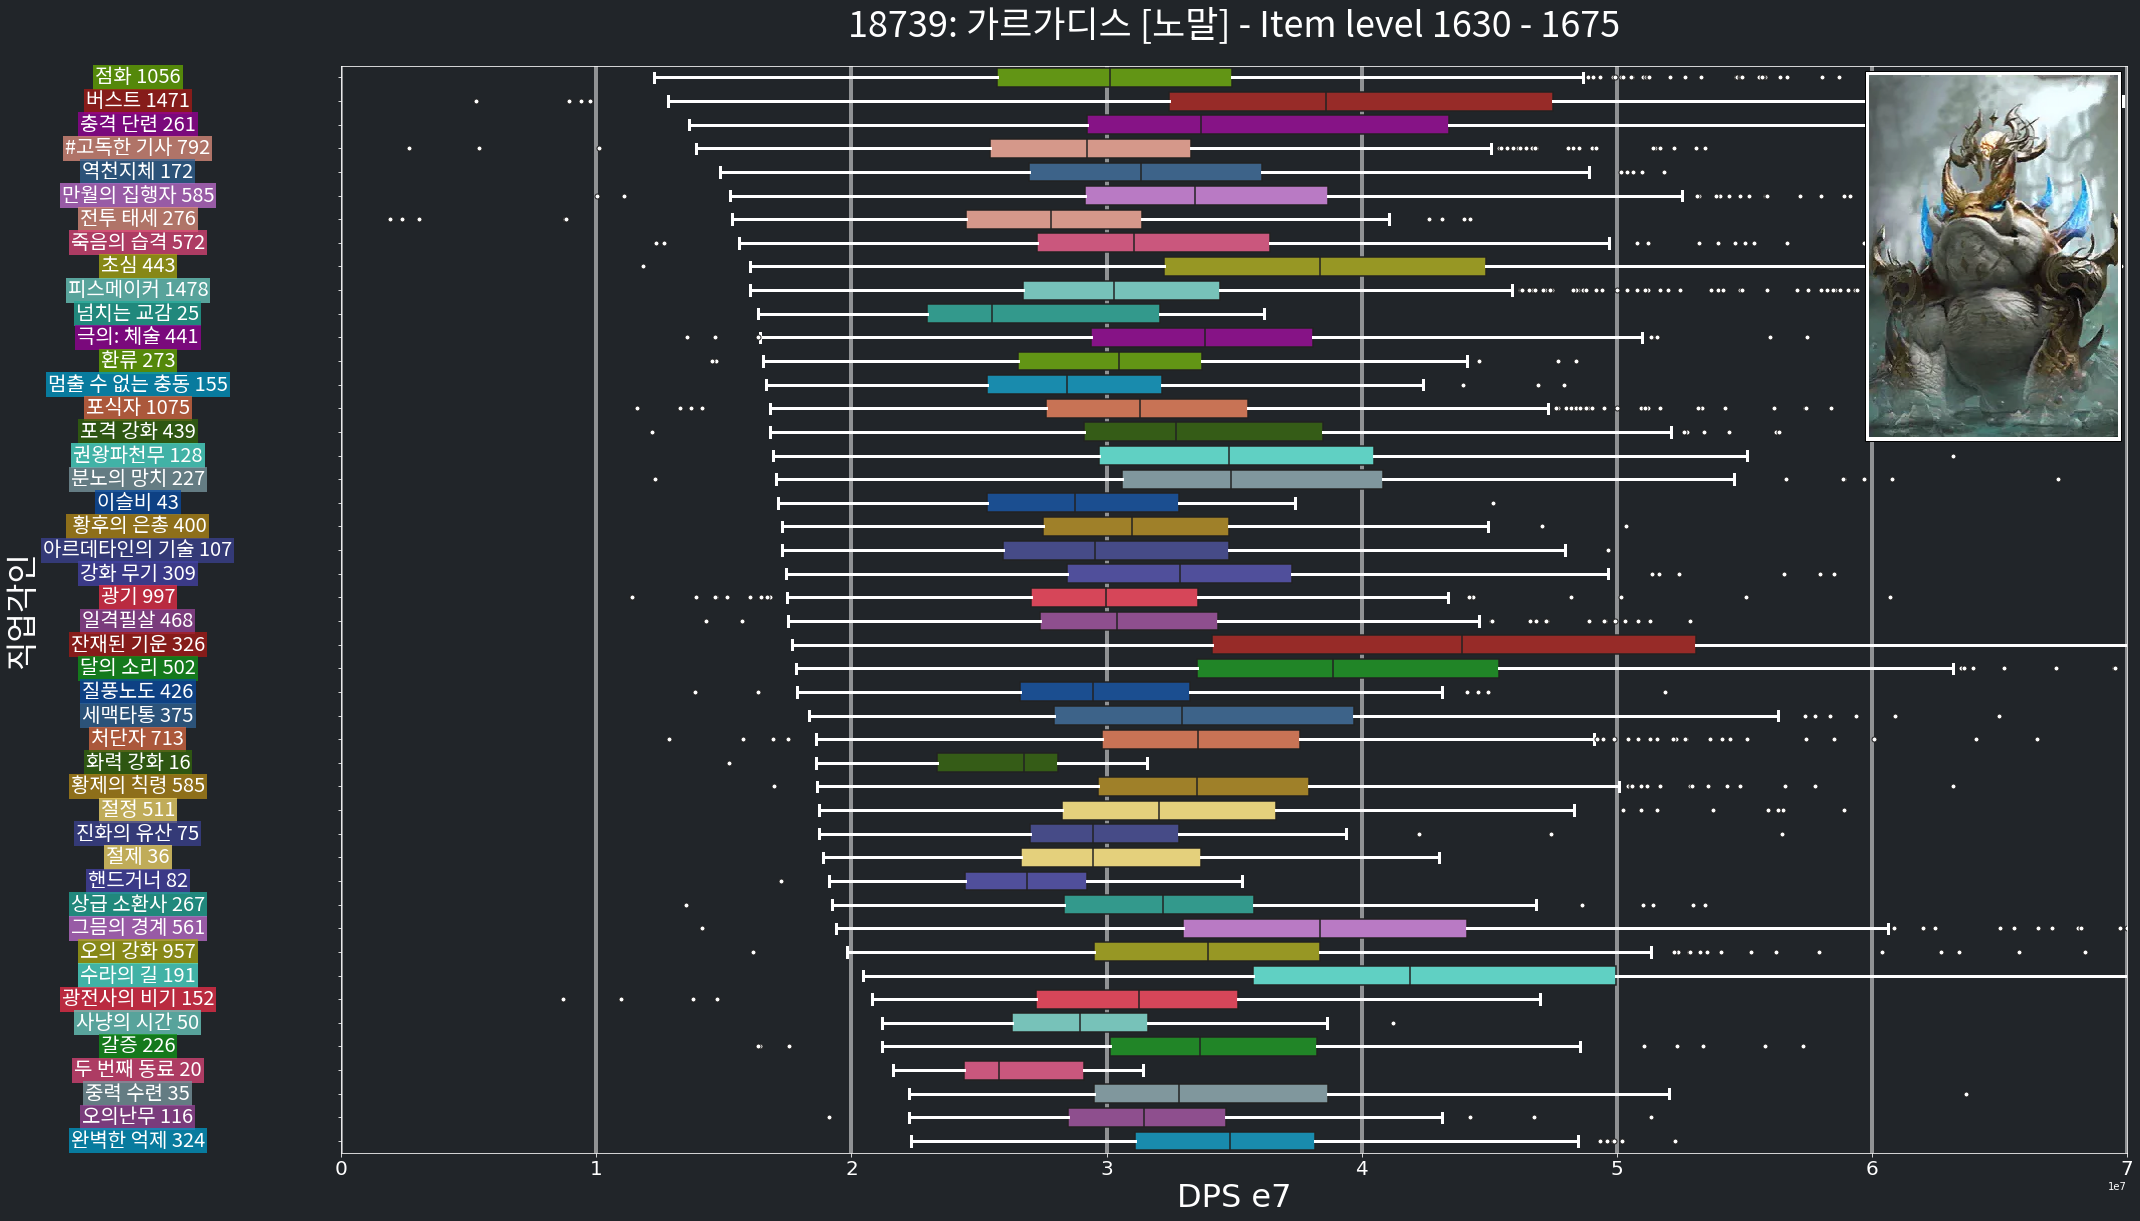 18739: 가르가디스 [노말] - Item level 1630 - 1675
점화 1056
버스트 1471
충격 단련 261
#고독한 기사 792
역천지체 172
만월의 집행자 585
전투 태세 276
죽음의 습격 572
초심 443
피스메이커 1478
넘치는 교감 25
극의: 체술 441
환류 273
멈출 수 없는 충동 155
포식자 1075
포격 강화 439
권왕파천무 128
분노의 망치 227
이슬비 43
황후의 은총 400
아르데타인의 기술 107
강화 무기 309
광기 997
일격필살 468
잔재된 기운 326
달의 소리 502
질풍노도 426
세맥타통 375
처단자 713
화력 강화 16
황제의 칙령 585
절정 511
진화의 유산 75
절제 36
핸드거너 82
상급 소환사 267
그믐의 경계 561
오의 강화 957
수라의 길 191
광전사의 비기 152
사냥의 시간 50
갈증 226
두 번째 동료 20
중력 수련 35
오의난무 116
완벽한 억제 324
직업각인
0 1 2 3 4 5 6 7
1e7
DPS e7